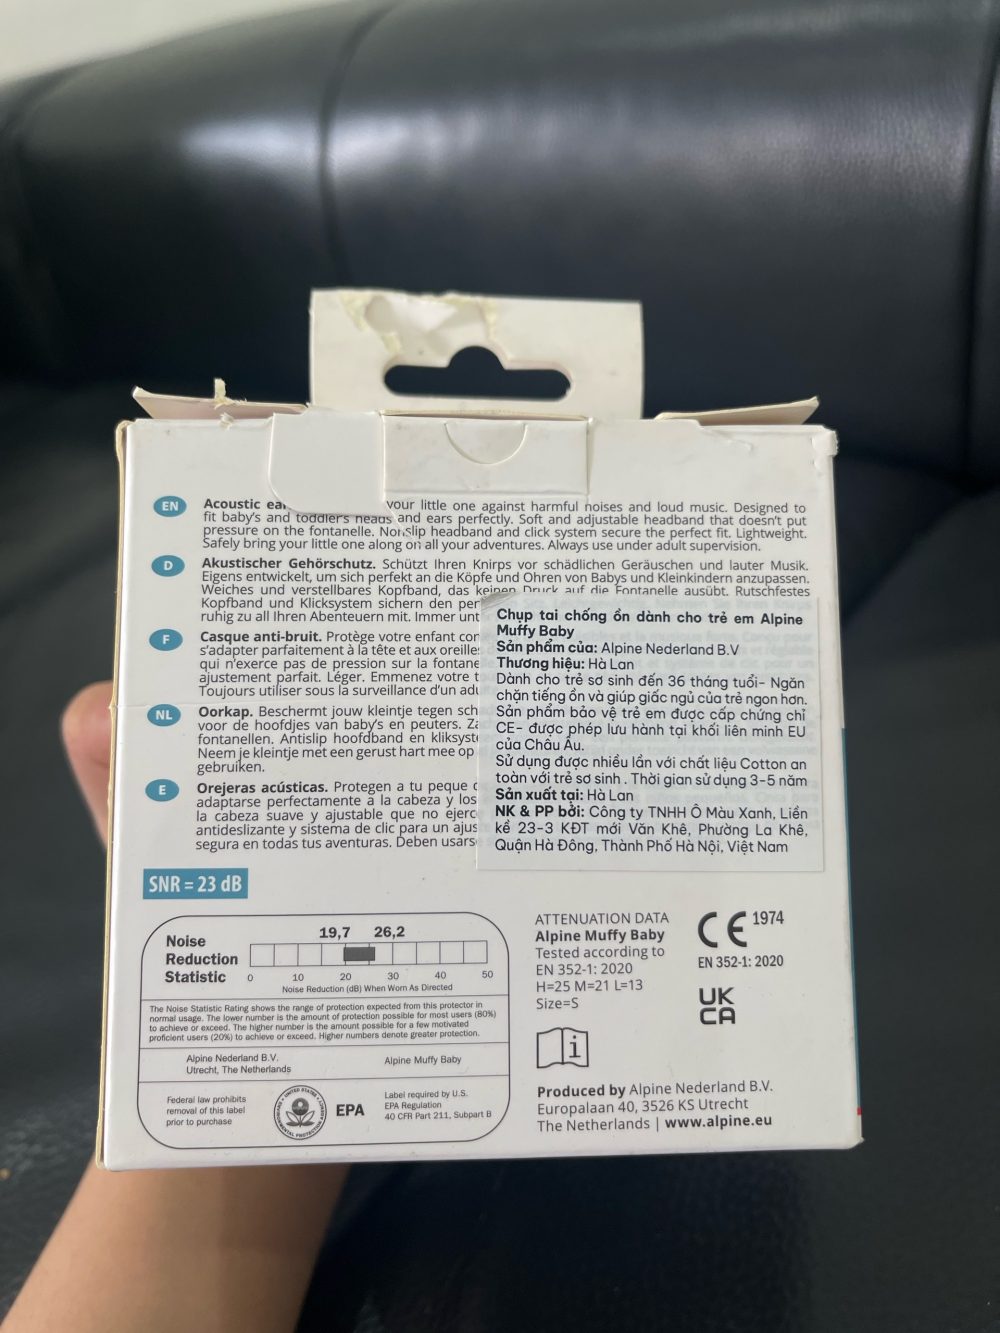 EN
Acoustic your little one against harmful noises and loud music. Designed to
fit baby's and toddler's heads and ears perfectly. Soft and adjustable headband that doesn't put
pressure on the fontanelle. Non-slip headband and click system secure the perfect fit. Lightweight.
Safely bring your little one along on all your adventures. Always use under adult supervision.
D
Akustischer Gehörschutz. Schützt Ihren Knirps vor schädlichen Geräuschen und lauter Musik.
Eigens entwickelt, um sich perfekt an die Köpfe und Ohren von Babys und Kleinkindern anzupassen.
Weiches und verstellbares Kopfband, das keinen Druck auf die Fontanelle ausübt. Rutschfestes
Kopfband und Klicksystem sichern den
ruhig zu all Ihren Abenteuern mit. Immer
F
Casque anti-bruit. Protège votre enfant
s'adapter parfaitement à la tête et aux
qui n'exerce pas de pression sur la
ajustement parfait. Léger. Emmenez votre
Toujours utiliser sous la surveillance d'un
NL
Oorkap. Beschermt jouw kleintje tegen
voor de hoofdjes van baby's en peuters.
fontanellen. Antislip hoofdband en
Neem je kleintje met een gerust hart mee op
gebruiken.
E
Orejeras acústicas. Protegen a tu peque
adaptarse perfectamente a la cabeza y los
la cabeza suave y ajustable que no
antideslizante y sistema de clic para un
segura en todas tus aventuras. Deben
Chụp tai chống ồn dành cho trẻ em Alpine
Muffy Baby
Sản phẩm của: Alpine Nederland B.V
Thương hiệu: Hà Lan
Dành cho trẻ sơ sinh đến 36 tháng tuổi- Ngăn
chặn tiếng ồn và giúp giấc ngủ của trẻ ngon hơn.
Sản phẩm bảo vệ trẻ em được cấp chứng chỉ
CE- được phép lưu hành tại khối liên minh EU
của Châu Âu.
Sử dụng được nhiều lần với chất liệu Cotton an
toàn với trẻ sơ sinh . Thời gian sử dụng 3-5 năm
Sản xuất tại: Hà Lan
NK & PP bởi: Công ty TNHH Ô Màu Xanh, Liền
kề 23-3 KĐT mới Văn Khê, Phường La Khê,
Quận Hà Đông, Thành Phố Hà Nội, Việt Nam
SNR = 23 dB
Noise
Reduction
Statistic
19,7 26,2
0 10 20 30 40 50
Noise Reduction (dB) When Worn As Directed
The Noise Statistic Rating shows the range of protection expected from this protector in
normal usage. The lower number is the amount of protection possible for most users (80%)
to achieve or exceed. The higher number is the amount possible for a few motivated
proficient users (20%) to achieve or exceed. Higher numbers denote greater protection.
Alpine Nederland B.V.
Utrecht, The Netherlands
Alpine Muffy Baby
Federal law prohibits
removal of this label
prior to purchase
EPA
Label required by U.S.
EPA Regulation
40 CFR Part 211, Subpart B
ATTENUATION DATA
Alpine Muffy Baby
Tested according to
EN 352-1: 2020
H=25 M=21 L=13
Size=S
CE 1974
EN 352-1: 2020
UK
CA
i
Produced by Alpine Nederland B.V.
Europalaan 40, 3526 KS Utrecht
The Netherlands | www.alpine.eu